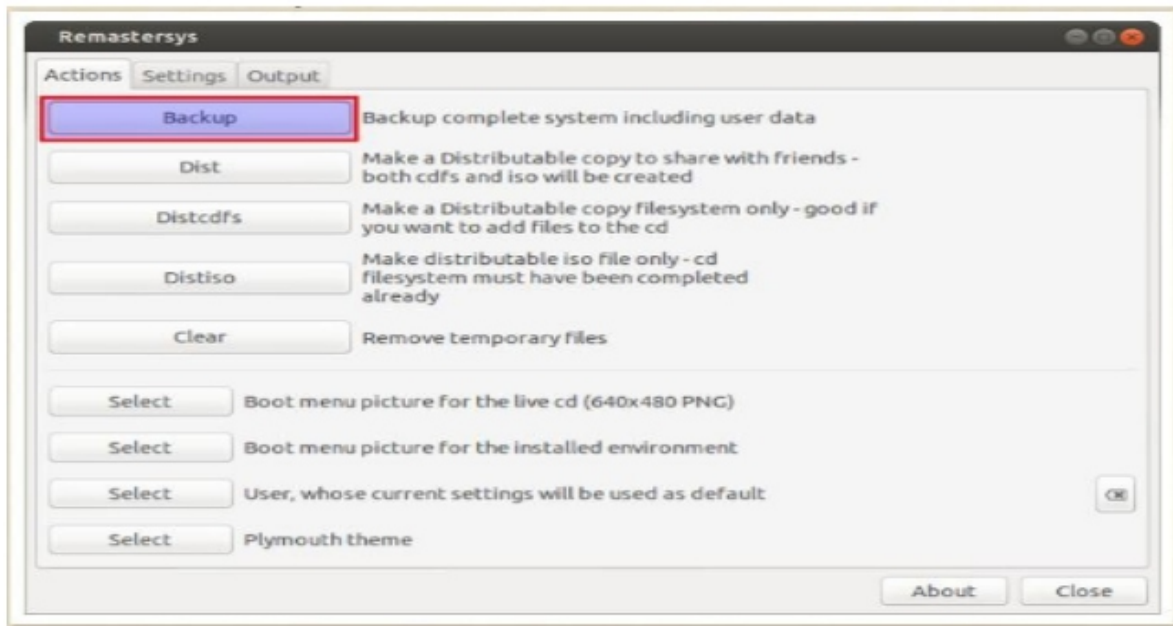 Remastersys
Actions Settings Output
Backup Backup complete system including user data
Dist Make a Distributable copy to share with friends -
both cdfs and iso will be created
Distcdfs Make a Distributable copy filesystem only - good if
you want to add files to the cd
Distiso Make distributable iso file only - cd
filesystem must have been completed
already
Clear Remove temporary files
Select Boot menu picture for the live cd (640x480 PNG)
Select Boot menu picture for the installed environment
Select User, whose current settings will be used as default
Select Plymouth theme
About Close